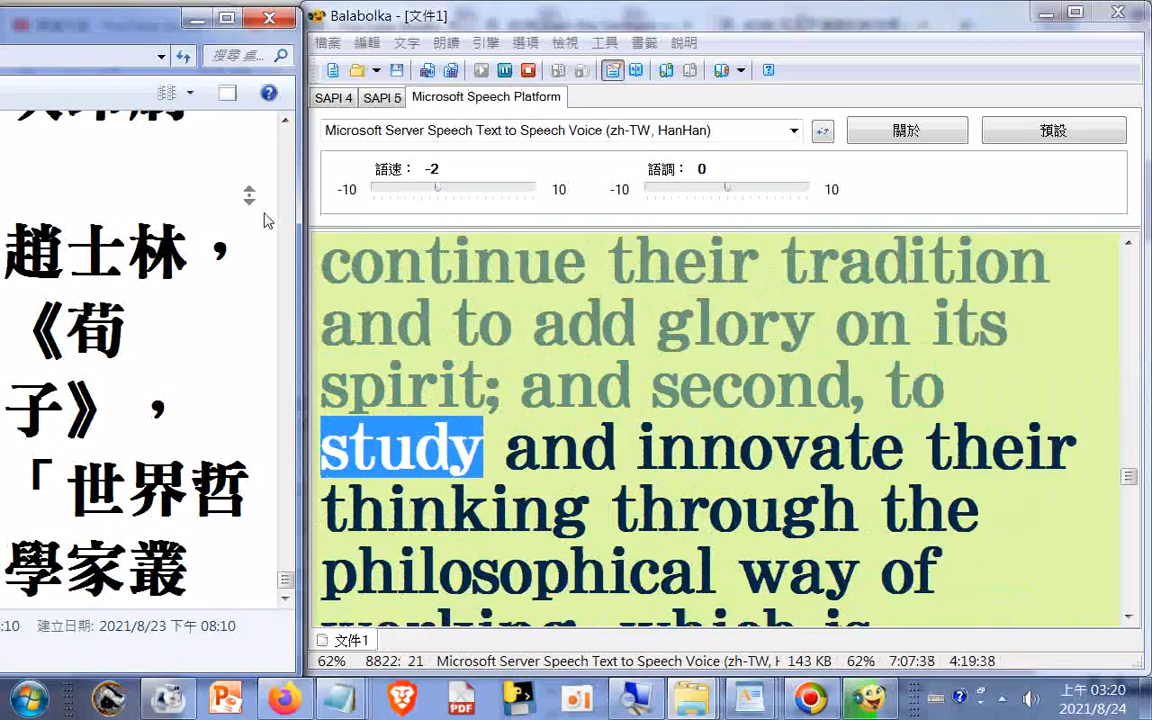 Balabolka - [文件1]
檔案 編輯 文字 朗讀 引擎 選項 檢視 工具 書籤 說明
搜尋 桌...
SAPI 4 SAPI 5 Microsoft Speech Platform
Microsoft Server Speech Text to Speech Voice (zh-TW, HanHan)
關於 預設
語速： -2 語調： 0
-10 10 -10 10
趙士林，
《荀
子》，
「世界哲
學家叢
continue their tradition
and to add glory on its
spirit; and second, to
study and innovate their
thinking through the
philosophical way of
working, which is
:10 建立日期: 2021/8/23 下午 08:10
文件1
62% 8822: 21 Microsoft Server Speech Text to Speech Voice (zh-TW, H 143 KB 62% 7:07:38 4:19:38
PDF
上午 03:20
2021/8/24